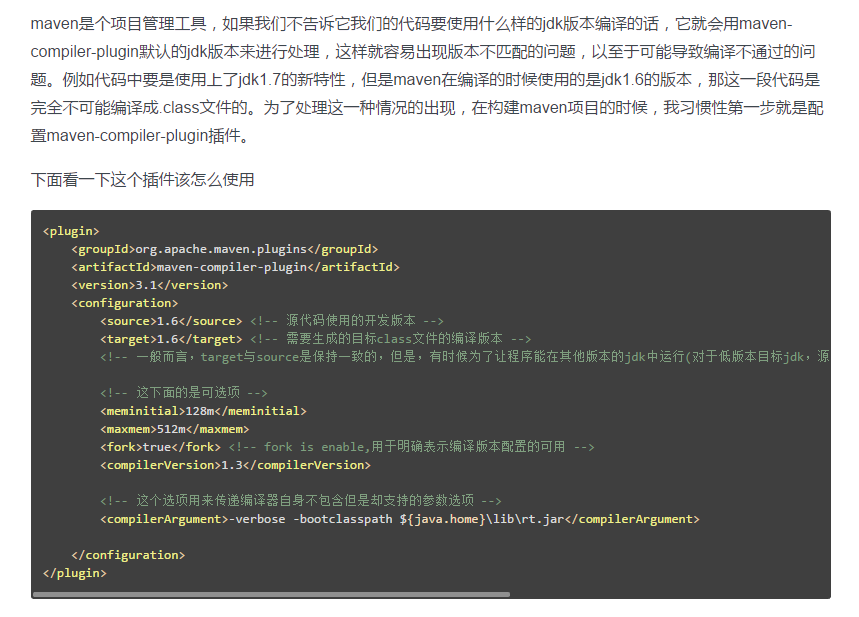 maven是个项目管理工具，如果我们不告诉它我们的代码要使用什么样的jdk版本编译的话，它就会用maven-
compiler-plugin默认的jdk版本来进行处理，这样就容易出现版本不匹配的问题，以至于可能导致编译不通过的问
题。例如代码中要是使用上了jdk1.7的新特性，但是maven在编译的时候使用的是jdk1.6的版本，那这一段代码是
完全不可能编译成.class文件的。为了处理这一种情况的出现，在构建maven项目的时候，我习惯性第一步就是配
置maven-compiler-plugin插件。
下面看一下这个插件该怎么使用
<plugin>
    <groupId>org.apache.maven.plugins</groupId>
    <artifactId>maven-compiler-plugin</artifactId>
    <version>3.1</version>
    <configuration>
        <source>1.6</source> <!-- 源代码使用的开发版本 -->
        <target>1.6</target> <!-- 需要生成的目标class文件的编译版本 -->
        <!-- 一般而言，target与source是保持一致的，但是，有时候为了让程序能在其他版本的jdk中运行(对于低版本目标jdk，源
        <!-- 这下面的是可选项 -->
        <meminitial>128m</meminitial>
        <maxmem>512m</maxmem>
        <fork>true</fork> <!-- fork is enable,用于明确表示编译版本配置的可用 -->
        <compilerVersion>1.3</compilerVersion>
        <!-- 这个选项用来传递编译器自身不包含但是却支持的参数选项 -->
        <compilerArgument>-verbose -bootclasspath ${java.home}\lib\rt.jar</compilerArgument>
    </configuration>
</plugin>